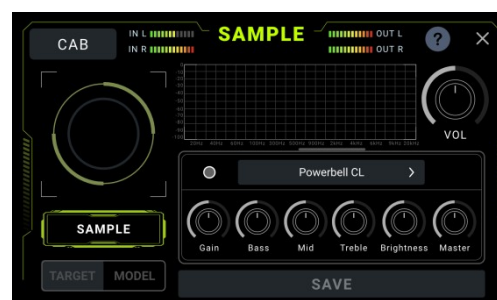 CAB
IN L
IN R
SAMPLE
OUT L
OUT R
?
VOL
Powerbell CL
Gain Bass Mid Treble Brightness Master
SAMPLE
TARGET MODEL
SAVE